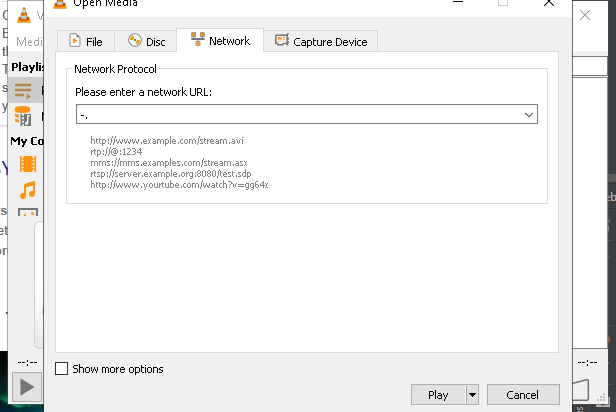 Open Media
File
Disc
Network
Capture Device
Medi
Playlis
My Co
Network Protocol
Please enter a network URL:
-.
http://www.example.com/stream.avi
rtp://@:1234
mms://mms.examples.com/stream.asx
rtsp://server.example.org:8080/test.sdp
http://www.yourtube.com/watch?v=gg64x
--:--
--:--
Show more options
Play
Cancel